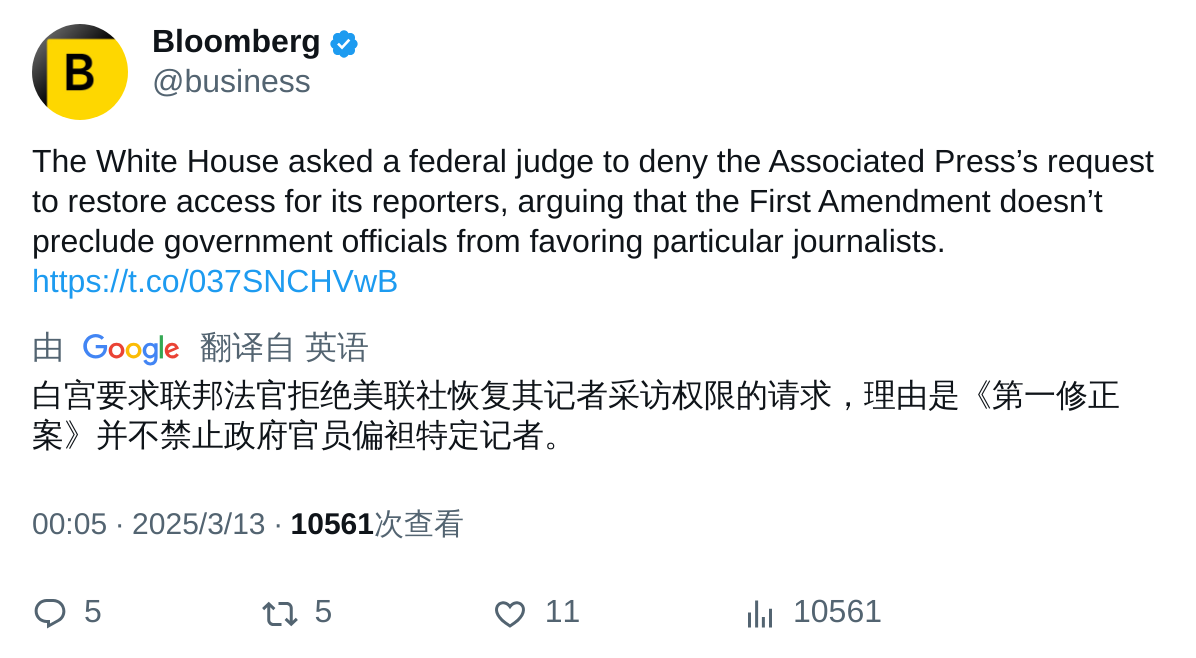 B
Bloomberg
@business
The White House asked a federal judge to deny the Associated Press’s request
to restore access for its reporters, arguing that the First Amendment doesn’t
preclude government officials from favoring particular journalists.
https://t.co/037SNCHVwB
由 Google 翻译自 英语
白宫要求联邦法官拒绝美联社恢复其记者采访权限的请求，理由是《第一修正
案》并不禁止政府官员偏袒特定记者。
00:05 · 2025/3/13 · 10561次查看
5 5 11 10561